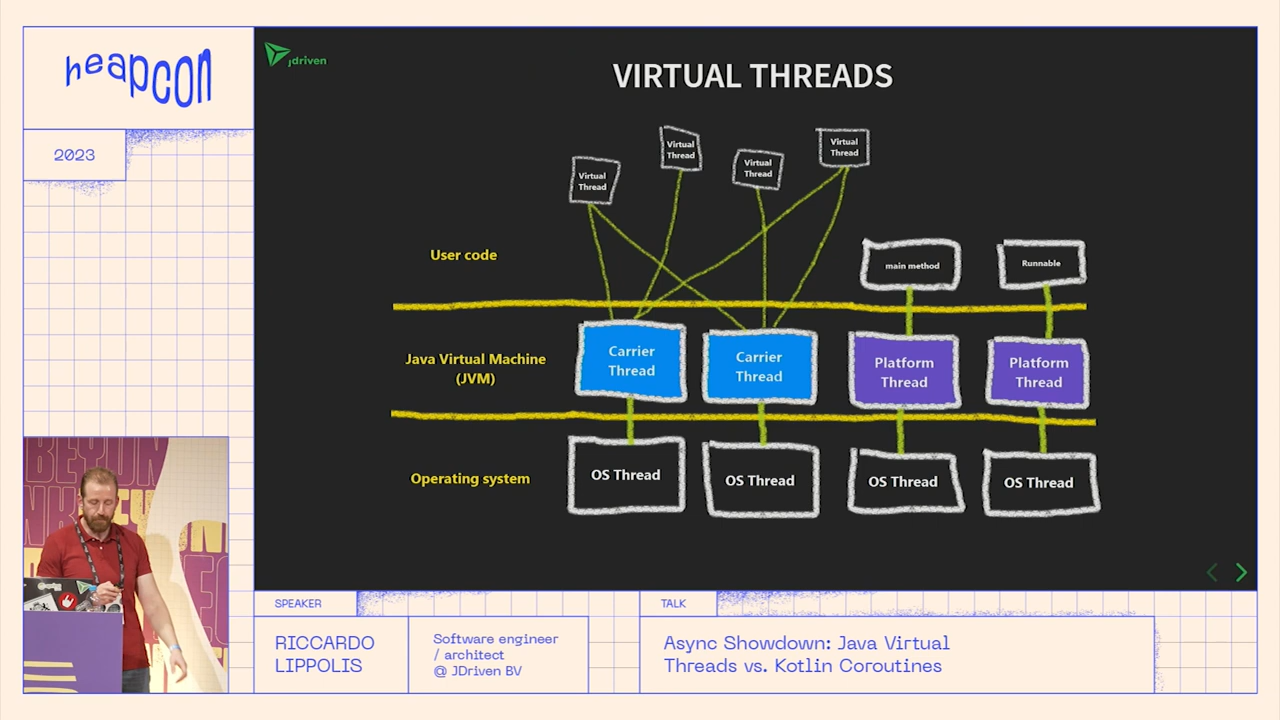 heapcon
2023
jdriven
VIRTUAL THREADS
Virtual
Thread
Virtual
Thread
Virtual
Thread
Virtual
Thread
User code
main method
Runnable
Java Virtual Machine
(JVM)
Carrier
Thread
Carrier
Thread
Platform
Thread
Platform
Thread
Operating system
OS Thread
OS Thread
OS Thread
OS Thread
BEYON
SPEAKER
RICCARDO
LIPPOLIS
Software engineer
/ architect
@ JDriven BV
TALK
Async Showdown: Java Virtual
Threads vs. Kotlin Coroutines